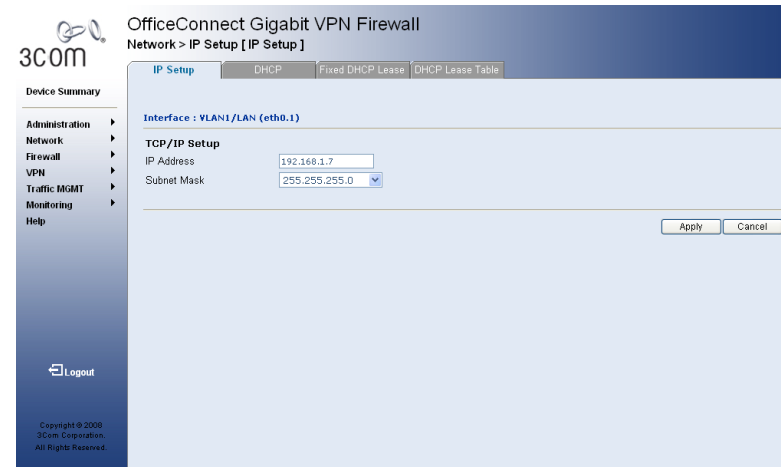 3COM
OfficeConnect Gigabit VPN Firewall
Network > IP Setup [ IP Setup ]
IP Setup
DHCP
Fixed DHCP Lease
DHCP Lease Table
Device Summary
Administration
Network
Firewall
VPN
Traffic MGMT
Monitoring
Help
Interface : VLAN1/LAN (eth0.1)
TCP/IP Setup
IP Address 192.168.1.7
Subnet Mask 255.255.255.0
Apply Cancel
Logout
Copyright © 2008
3Com Corporation.
All Rights Reserved.